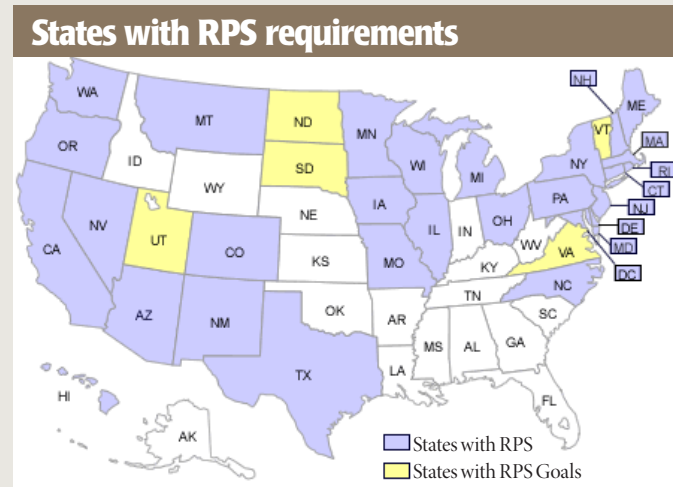 States with RPS requirements
WA
MT
ND
MN
NH
ME
VT
OR
ID
SD
WI
MI
NY
MA
RI
CT
WY
IA
PA
NJ
NV
NE
IL
IN
OH
DE
MD
CA
UT
CO
KS
MO
WV
VA
DC
KY
NC
AZ
NM
OK
AR
TN
SC
TX
LA
MS
AL
GA
HI
FL
AK
States with RPS
States with RPS Goals